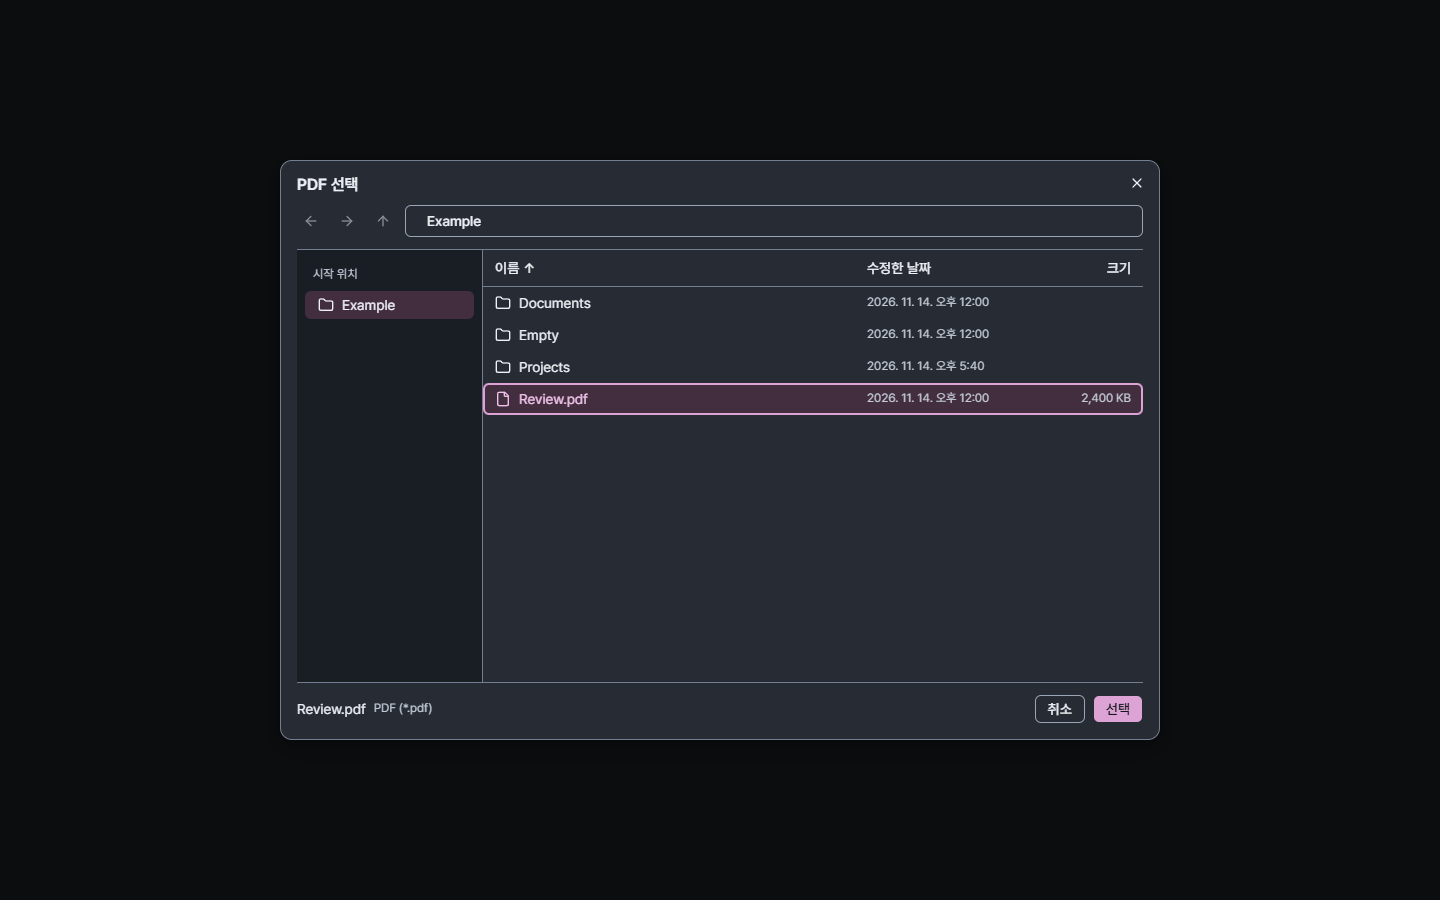 PDF 선택
Example
시작 위치
Example
이름 ↑ 수정한 날짜 크기
Documents 2026. 11. 14. 오후 12:00
Empty 2026. 11. 14. 오후 12:00
Projects 2026. 11. 14. 오후 5:40
Review.pdf 2026. 11. 14. 오후 12:00 2,400 KB
Review.pdf PDF (*.pdf) 취소 선택